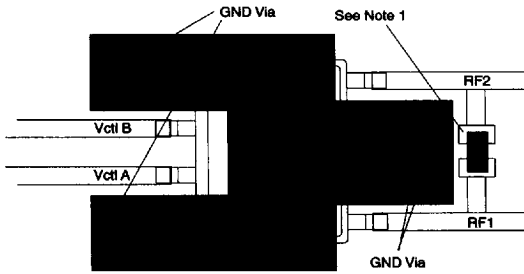 GND Via
See Note 1
RF2
Vctl B
Vctl A
RF1
GND Via